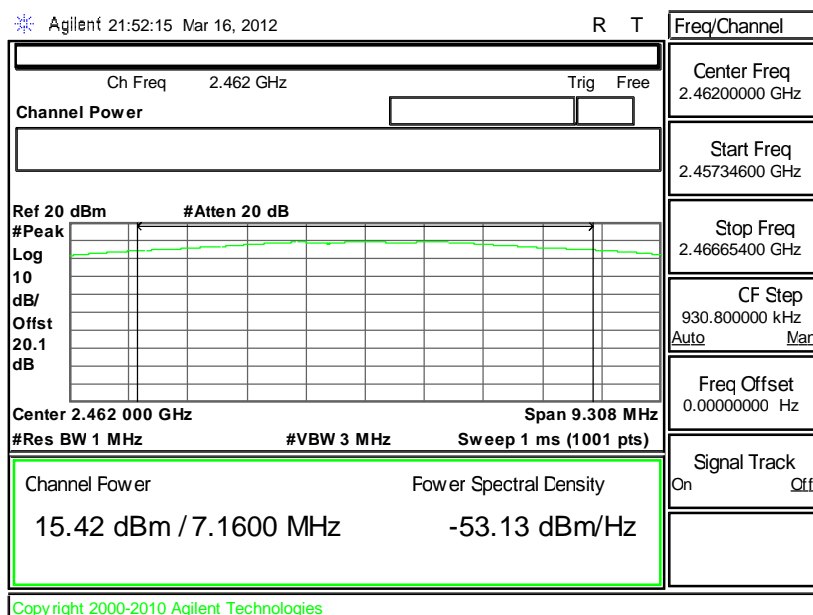 Agilent 21:52:15 Mar 16, 2012 R T
Freq/Channel
Ch Freq 2.462 GHz Trig Free
Channel Power
Center Freq
2.46200000 GHz
Start Freq
2.45734600 GHz
Stop Freq
2.46665400 GHz
CF Step
930.800000 kHz
Auto Man
Freq Offset
0.00000000 Hz
Signal Track
On Off
Ref 20 dBm #Atten 20 dB
#Peak
Log
10
dB/
Offst
20.1
dB
Center 2.462 000 GHz Span 9.308 MHz
#Res BW 1 MHz #VBW 3 MHz Sweep 1 ms (1001 pts)
Channel Power Power Spectral Density
15.42 dBm / 7.1600 MHz -53.13 dBm/Hz
Copyright 2000-2010 Agilent Technologies